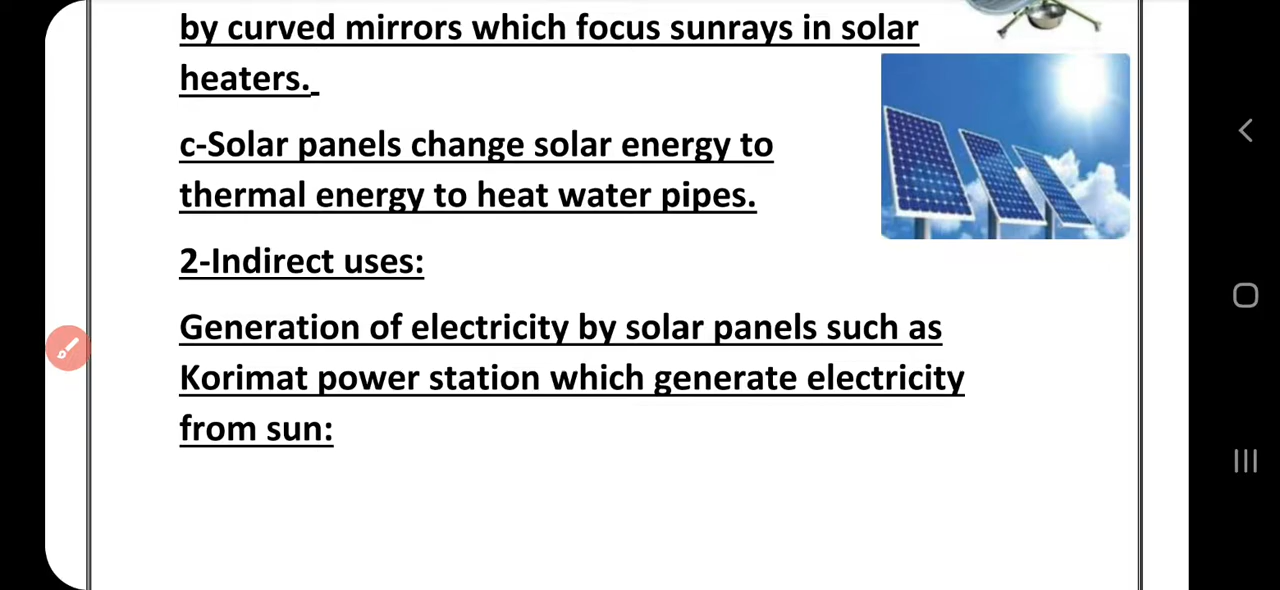 by curved mirrors which focus sunrays in solar
heaters.
c-Solar panels change solar energy to
thermal energy to heat water pipes.
2-Indirect uses:
Generation of electricity by solar panels such as
Korimat power station which generate electricity
from sun: